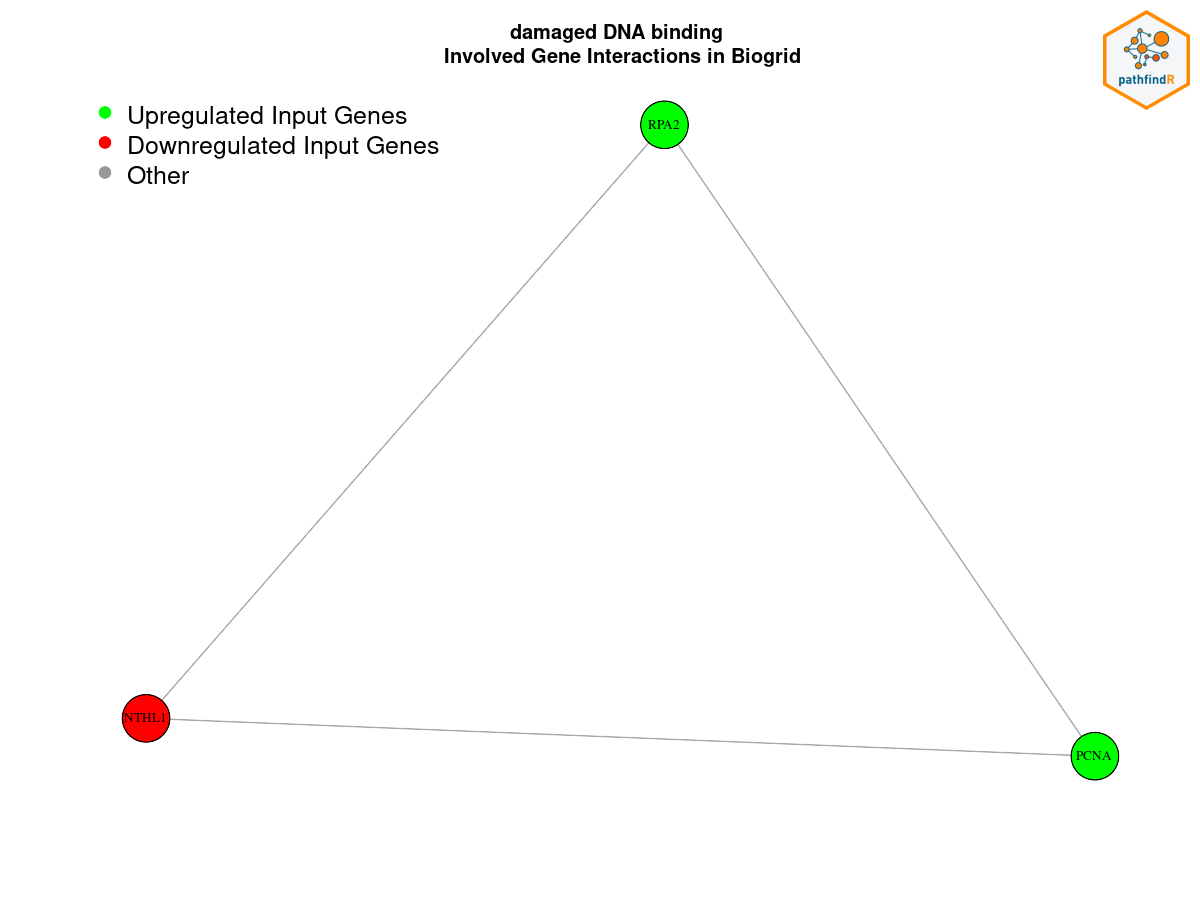 damaged DNA binding
Involved Gene Interactions in Biogrid
pathfindR
Upregulated Input Genes
Downregulated Input Genes
Other
RPA2
NTHL1
PCNA